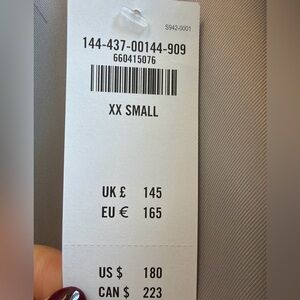 S942-0001
144-437-00144-909
660415076
XX SMALL
UK £ 145
EU € 165
US $ 180
CAN $ 223